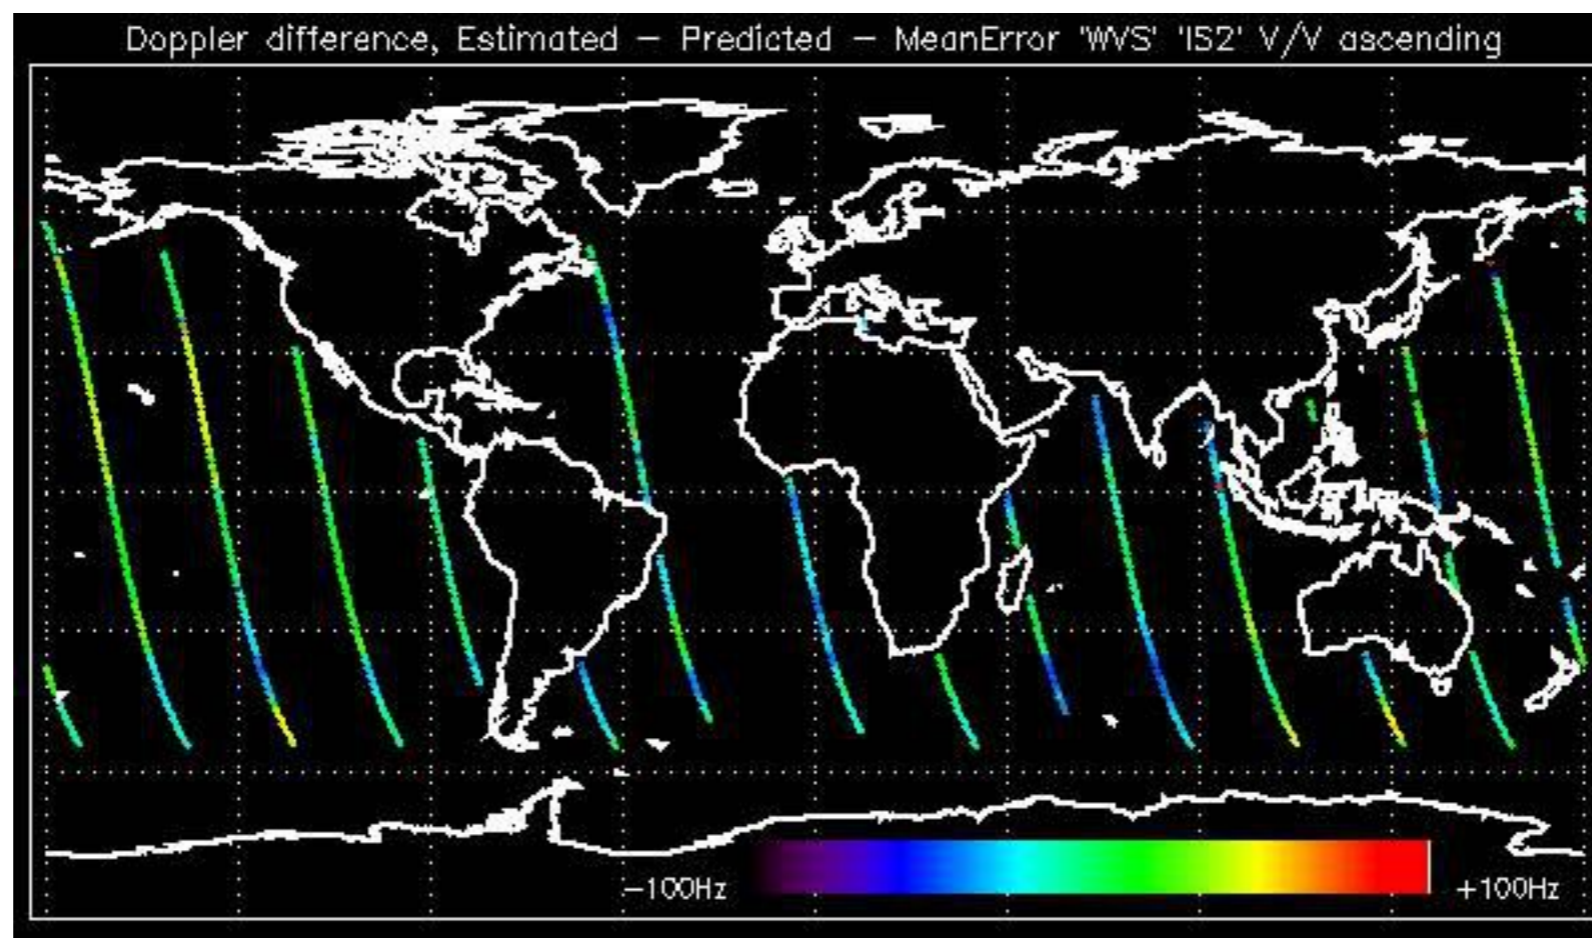 Doppler difference, Estimated − Predicted − MeanError 'WVS' 'IS2' V/V ascending
−100Hz
+100Hz